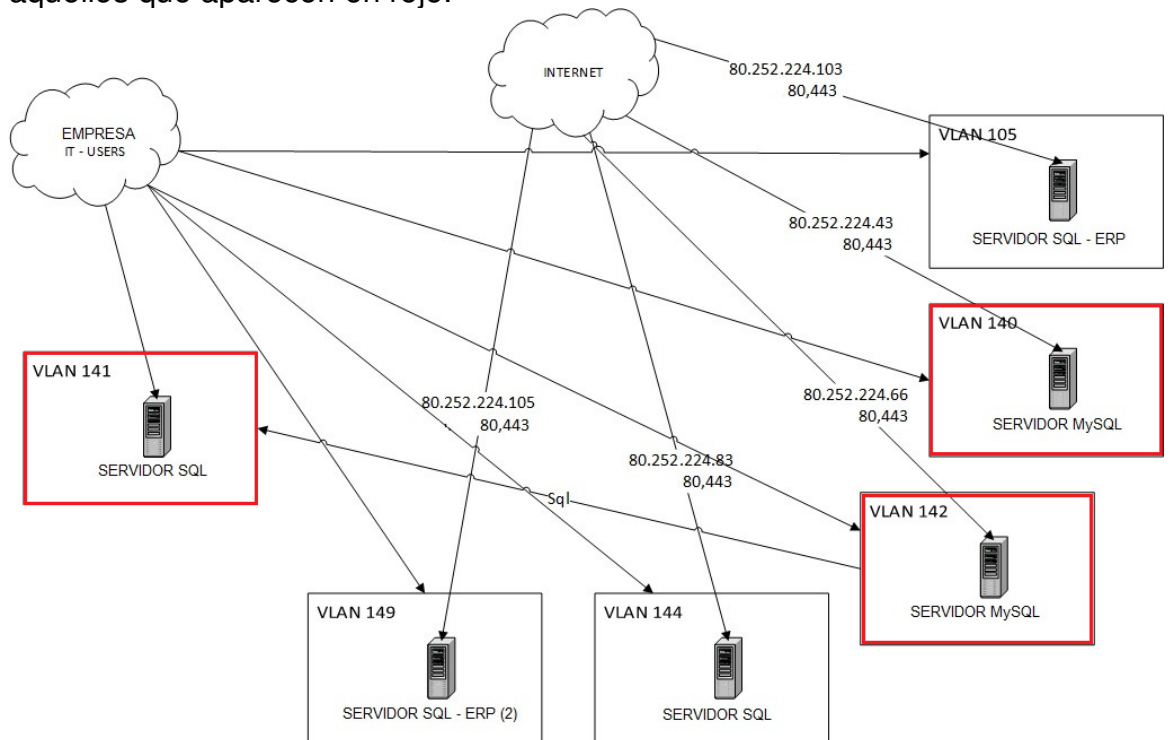 aquellos que aparecen en rojo.
INTERNET
EMPRESA
IT - USERS
80.252.224.103
80,443
VLAN 105
SERVIDOR SQL - ERP
80.252.224.43
80,443
VLAN 140
SERVIDOR MySQL
VLAN 141
SERVIDOR SQL
80.252.224.105
80,443
80.252.224.66
80,443
80.252.224.83
80,443
Sql
VLAN 142
SERVIDOR MySQL
VLAN 149
SERVIDOR SQL - ERP (2)
VLAN 144
SERVIDOR SQL